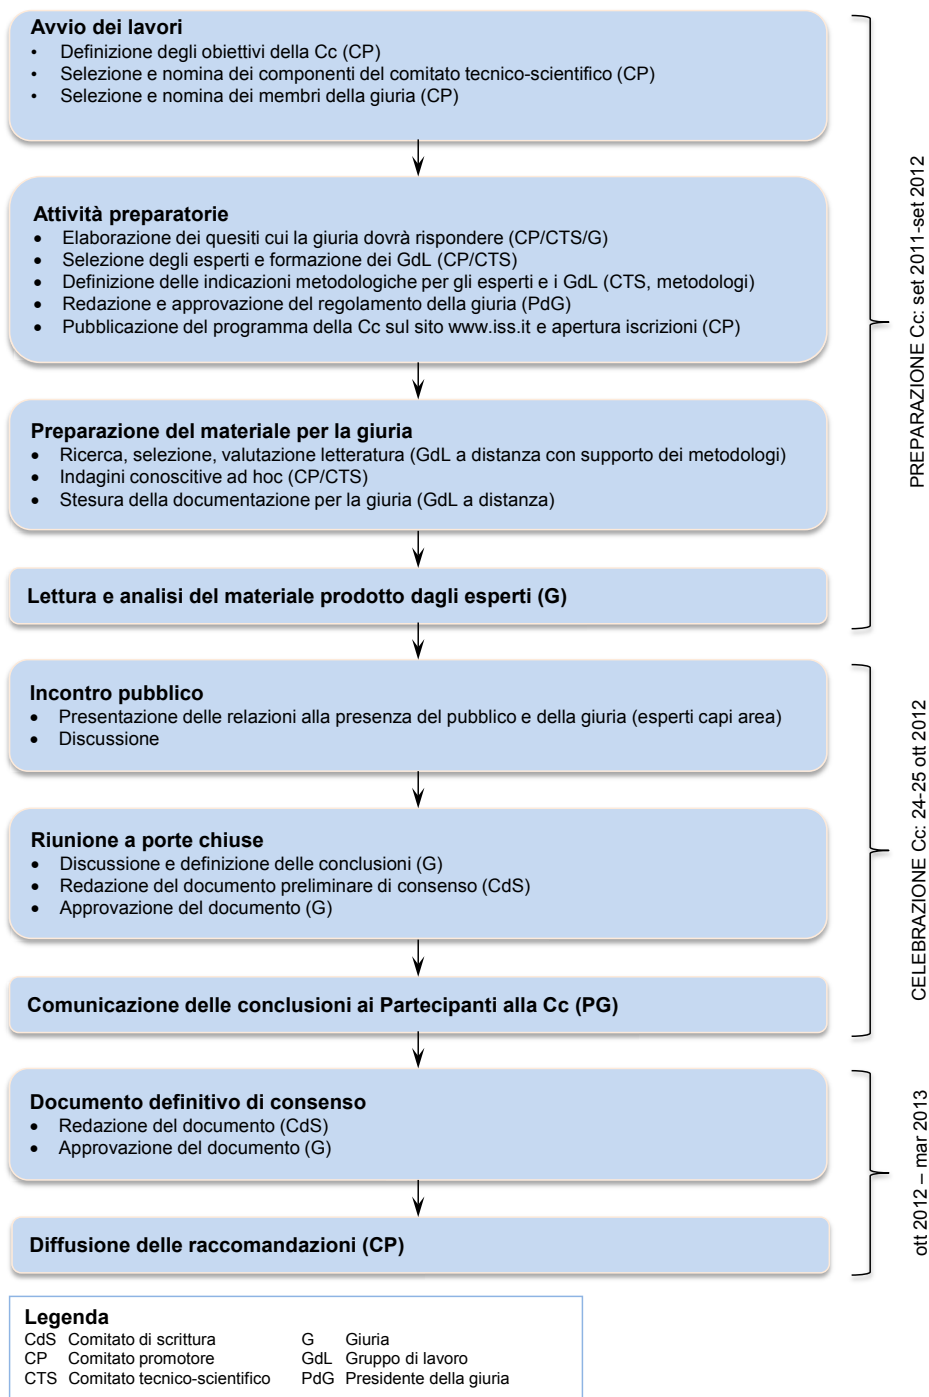 Avvio dei lavori
• Definizione degli obiettivi della Cc (CP)
• Selezione e nomina dei componenti del comitato tecnico-scientifico (CP)
• Selezione e nomina dei membri della giuria (CP)
Attività preparatorie
• Elaborazione dei quesiti cui la giuria dovrà rispondere (CP/CTS/G)
• Selezione degli esperti e formazione dei GdL (CP/CTS)
• Definizione delle indicazioni metodologiche per gli esperti e i GdL (CTS, metodologi)
• Redazione e approvazione del regolamento della giuria (PdG)
• Pubblicazione del programma della Cc sul sito www.iss.it e apertura iscrizioni (CP)
Preparazione del materiale per la giuria
• Ricerca, selezione, valutazione letteratura (GdL a distanza con supporto dei metodologi)
• Indagini conoscitive ad hoc (CP/CTS)
• Stesura della documentazione per la giuria (GdL a distanza)
Lettura e analisi del materiale prodotto dagli esperti (G)
PREPARAZIONE Cc: set 2011-set 2012
Incontro pubblico
• Presentazione delle relazioni alla presenza del pubblico e della giuria (esperti capi area)
• Discussione
Riunione a porte chiuse
• Discussione e definizione delle conclusioni (G)
• Redazione del documento preliminare di consenso (CdS)
• Approvazione del documento (G)
Comunicazione delle conclusioni ai Partecipanti alla Cc (PG)
CELEBRAZIONE Cc: 24-25 ott 2012
Documento definitivo di consenso
• Redazione del documento (CdS)
• Approvazione del documento (G)
Diffusione delle raccomandazioni (CP)
ott 2012 – mar 2013
Legenda
CdS Comitato di scrittura G Giuria
CP Comitato promotore GdL Gruppo di lavoro
CTS Comitato tecnico-scientifico PdG Presidente della giuria